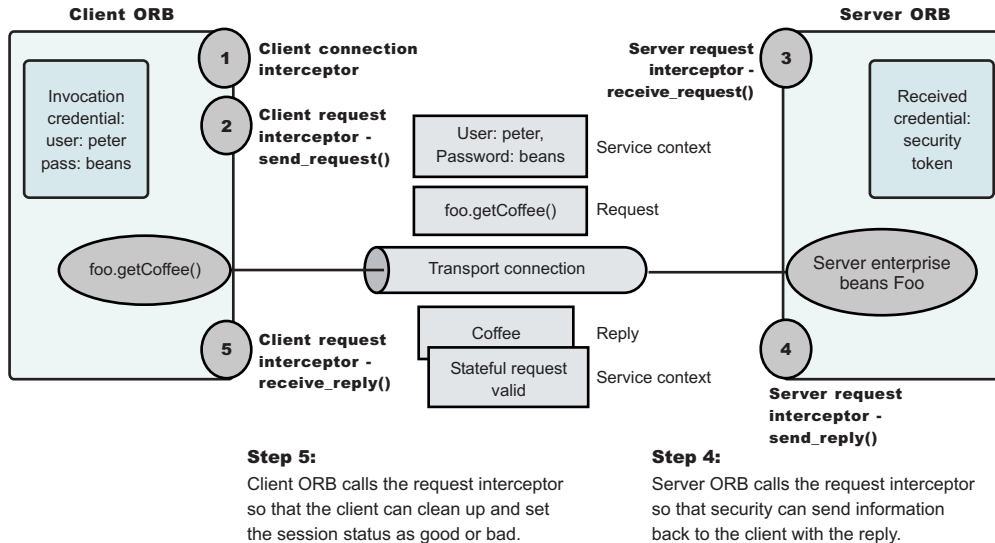 Client ORB
Server ORB
1
Client connection
interceptor
Invocation
credential:
user: peter
pass: beans
2
Client request
interceptor -
send_request()
User: peter,
Password: beans
Service context
foo.getCoffee()
Request
Server request
interceptor -
receive_request()
3
Received
credential:
security
token
foo.getCoffee()
Transport connection
Server enterprise
beans Foo
5
Client request
interceptor -
receive_reply()
Coffee
Reply
Stateful request
valid
Service context
4
Server request
interceptor -
send_reply()
Step 5:
Client ORB calls the request interceptor
so that the client can clean up and set
the session status as good or bad.
Step 4:
Server ORB calls the request interceptor
so that security can send information
back to the client with the reply.